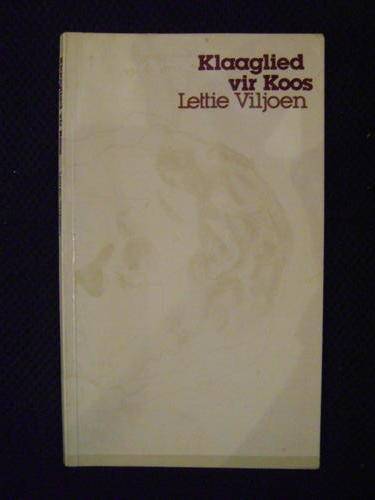 Klaaglied
vir Koos
Lettie Viljoen